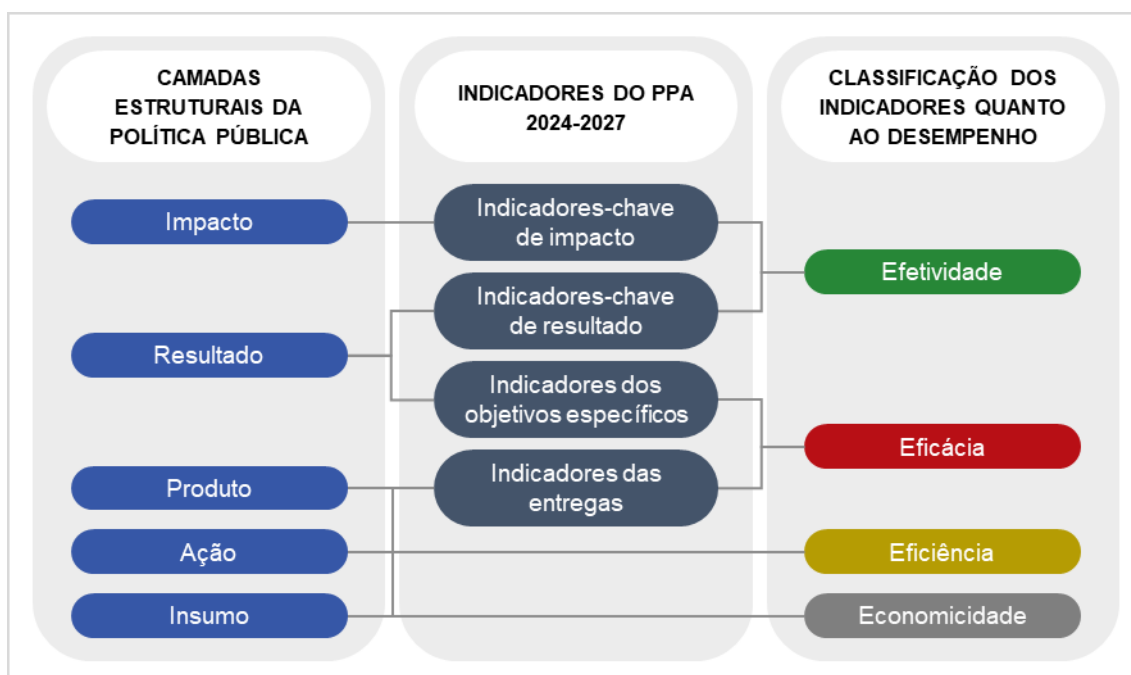 CAMADAS
ESTRUTURAIS DA
POLÍTICA PÚBLICA
Impacto
Resultado
Produto
Ação
Insumo
INDICADORES DO PPA
2024-2027
Indicadores-chave
de impacto
Indicadores-chave
de resultado
Indicadores dos
objetivos específicos
Indicadores das
entregas
CLASSIFICAÇÃO DOS
INDICADORES QUANTO
AO DESEMPENHO
Efetividade
Eficácia
Eficiência
Economicidade